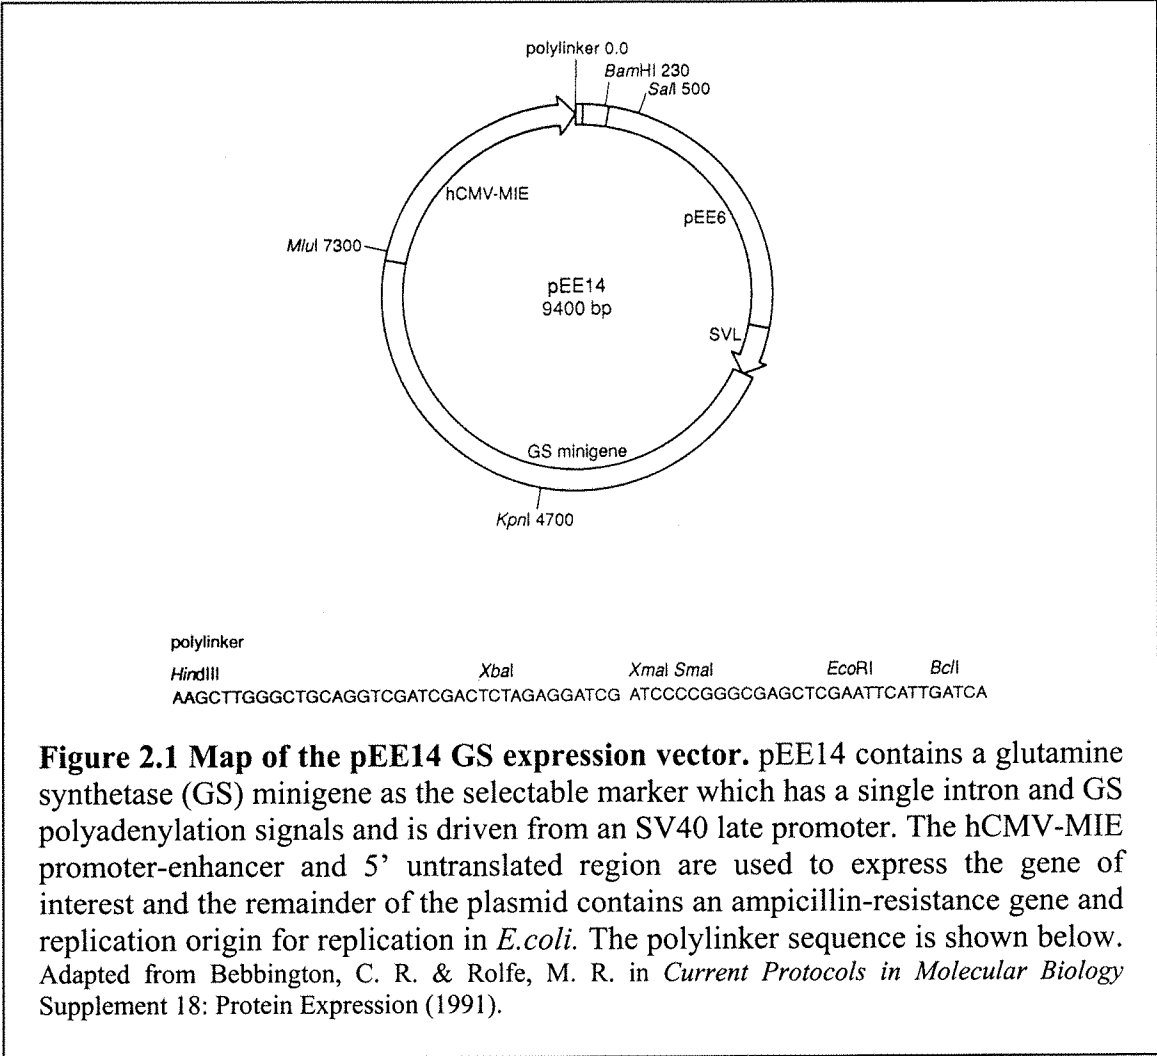 polylinker 0.0
BamHI 230
SalI 500
hCMV-MIE
pEE6
MluI 7300
pEE14
9400 bp
SVL
GS minigene
KpnI 4700
polylinker
HindIII XbaI XmaI SmaI EcoRI BclI
AAGCTTGGGCTGCAGGTCGATCGACTCTAGAGGATCG ATCCCCGGGCGAGCTCGAATTCATTGATCA
Figure 2.1 Map of the pEE14 GS expression vector. pEE14 contains a glutamine
synthetase (GS) minigene as the selectable marker which has a single intron and GS
polyadenylation signals and is driven from an SV40 late promoter. The hCMV-MIE
promoter-enhancer and 5’ untranslated region are used to express the gene of
interest and the remainder of the plasmid contains an ampicillin-resistance gene and
replication origin for replication in E.coli. The polylinker sequence is shown below.
Adapted from Bebbington, C. R. & Rolfe, M. R. in Current Protocols in Molecular Biology
Supplement 18: Protein Expression (1991).